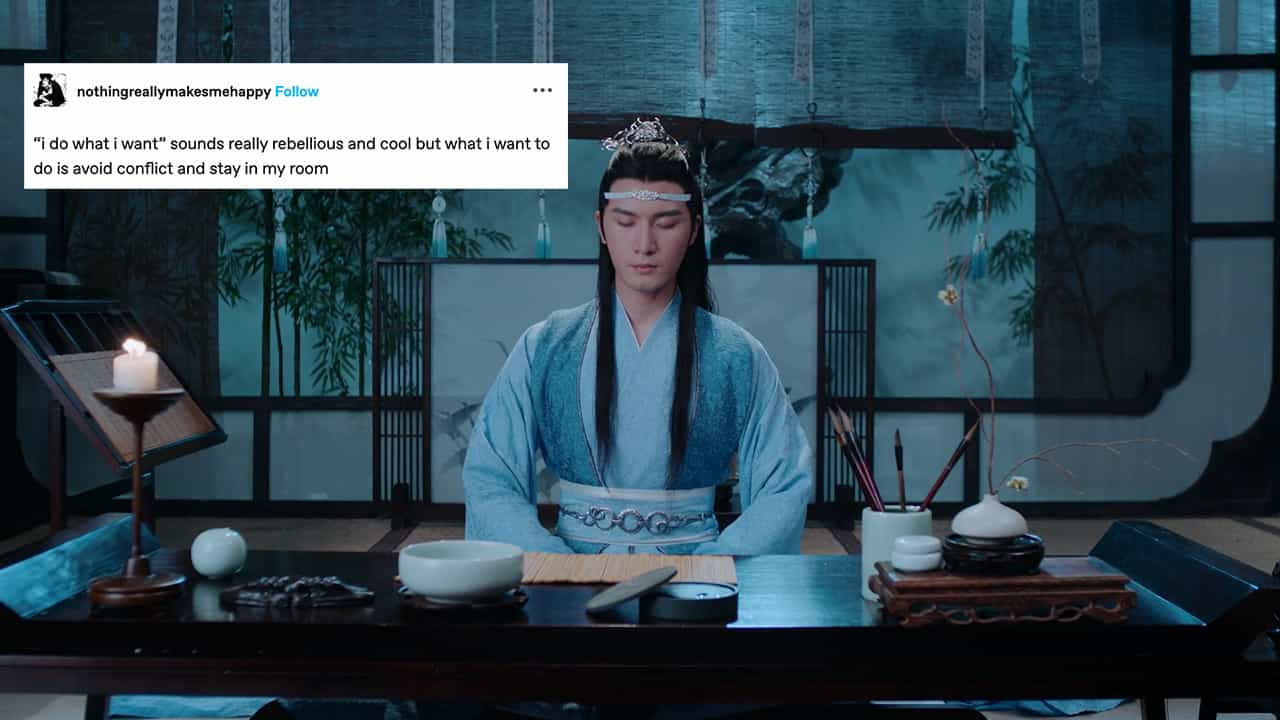 nothingreallymakesmehappy Follow
“i do what i want” sounds really rebellious and cool but what i want to
do is avoid conflict and stay in my room